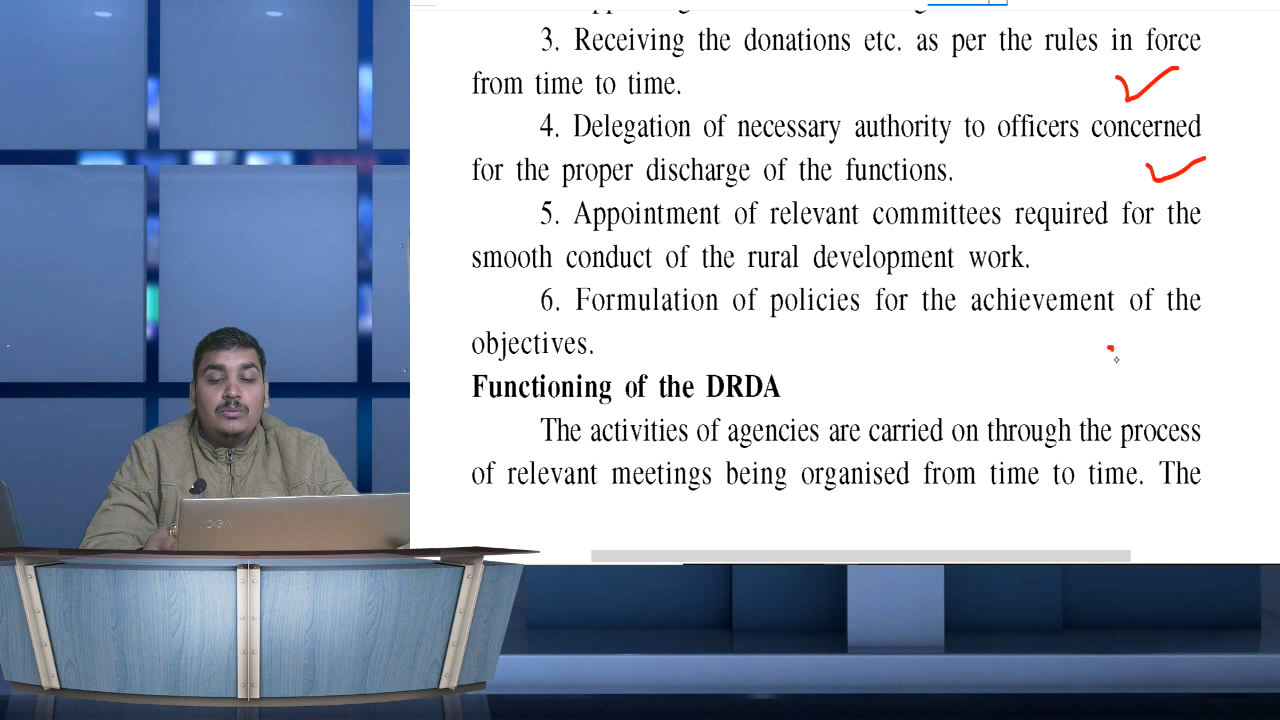 3. Receiving the donations etc. as per the rules in force
from time to time.
4. Delegation of necessary authority to officers concerned
for the proper discharge of the functions.
5. Appointment of relevant committees required for the
smooth conduct of the rural development work.
6. Formulation of policies for the achievement of the
objectives.
Functioning of the DRDA
The activities of agencies are carried on through the process
of relevant meetings being organised from time to time. The
YOGA